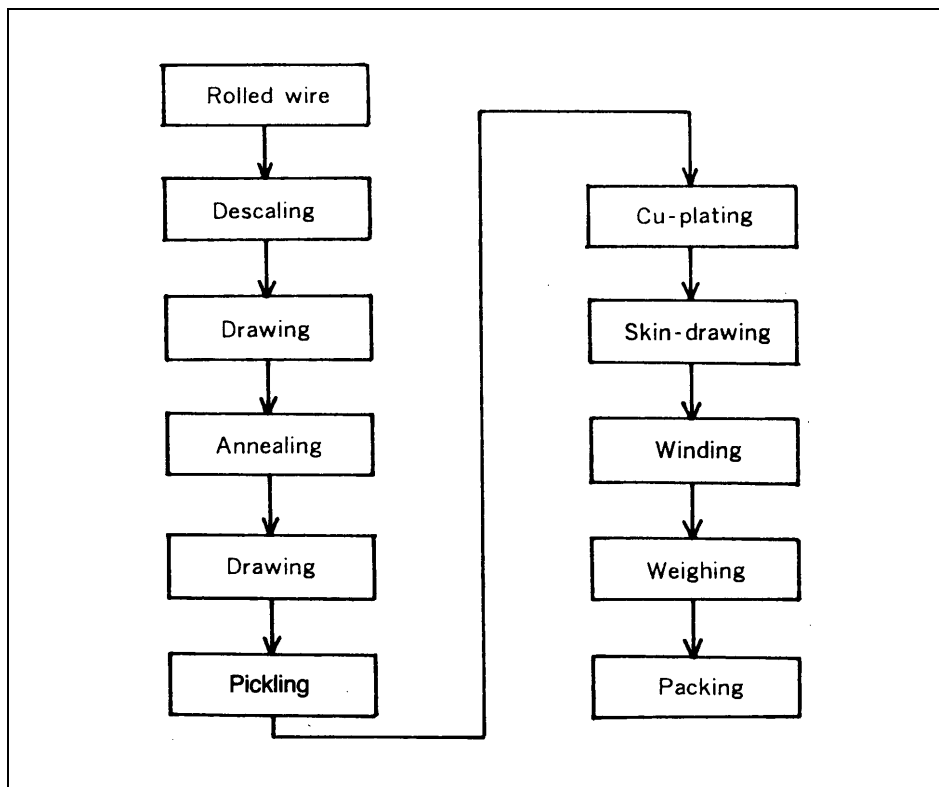 Rolled wire
Descaling
Drawing
Annealing
Drawing
Pickling
Cu-plating
Skin-drawing
Winding
Weighing
Packing